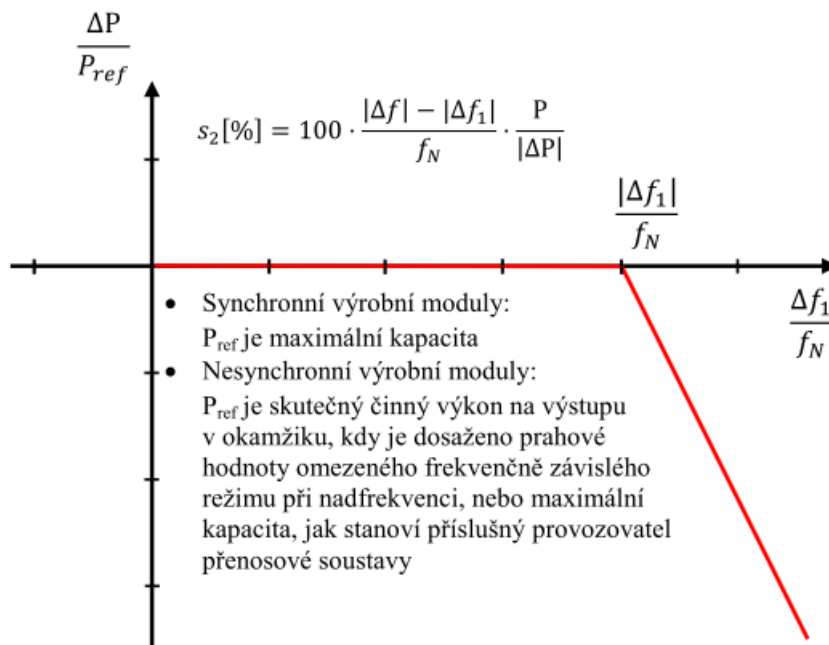 ΔP
P_ref
s₂[%] = 100 · (|Δf| − |Δf₁|)/f_N · P/|ΔP|
|Δf₁|
f_N
• Synchronní výrobní moduly:
P_ref je maximální kapacita
Δf₁
f_N
• Nesynchronní výrobní moduly:
P_ref je skutečný činný výkon na výstupu
v okamžiku, kdy je dosaženo prahové
hodnoty omezeného frekvenčně závislého
režimu při nadfrekvenci, nebo maximální
kapacita, jak stanoví příslušný provozovatel
přenosové soustavy